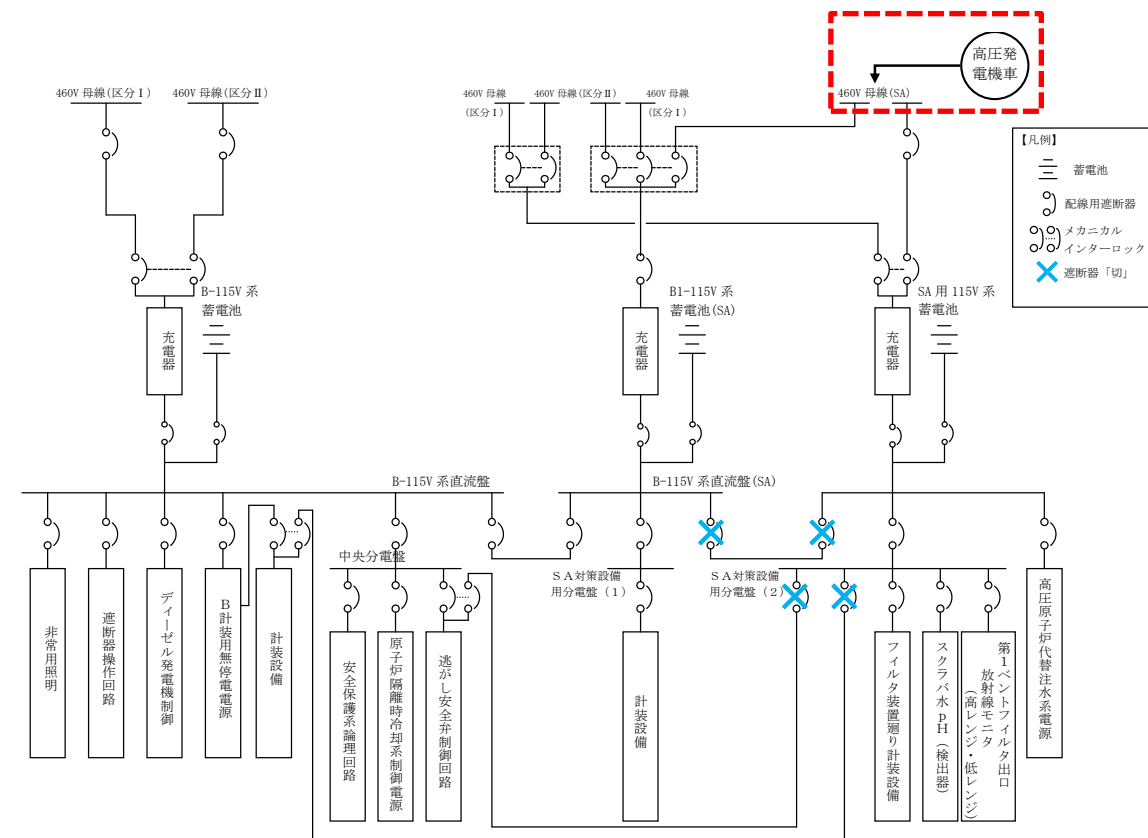 高圧発
電機車
460V 母線(区分Ⅰ)
460V 母線(区分Ⅱ)
460V 母線
(区分Ⅰ)
460V 母線(区分Ⅱ)
460V 母線
(区分Ⅰ)
460V 母線(SA)
【凡例】
蓄電池
配線用遮断器
メカニカル
インターロック
遮断器「切」
B-115V 系
蓄電池
B1-115V 系
蓄電池(SA)
SA 用 115V 系
蓄電池
充電器
充電器
充電器
B-115V 系直流盤
B-115V 系直流盤(SA)
中央分電盤
SA対策設備
用分電盤（1）
SA対策設備
用分電盤（2）
非常用照明
遮断器操作回路
ディーゼル発電機制御
B計装用無停電電源
計装設備
安全保護系論理回路
原子炉隔離時冷却系制御電源
逃がし安全弁制御回路
計装設備
フィルタ装置廻り計装設備
スクラバ水pH（検出器）
第1ベントフィルタ出口
放射線モニタ
（高レンジ・低レンジ）
高圧原子炉代替注水系電源